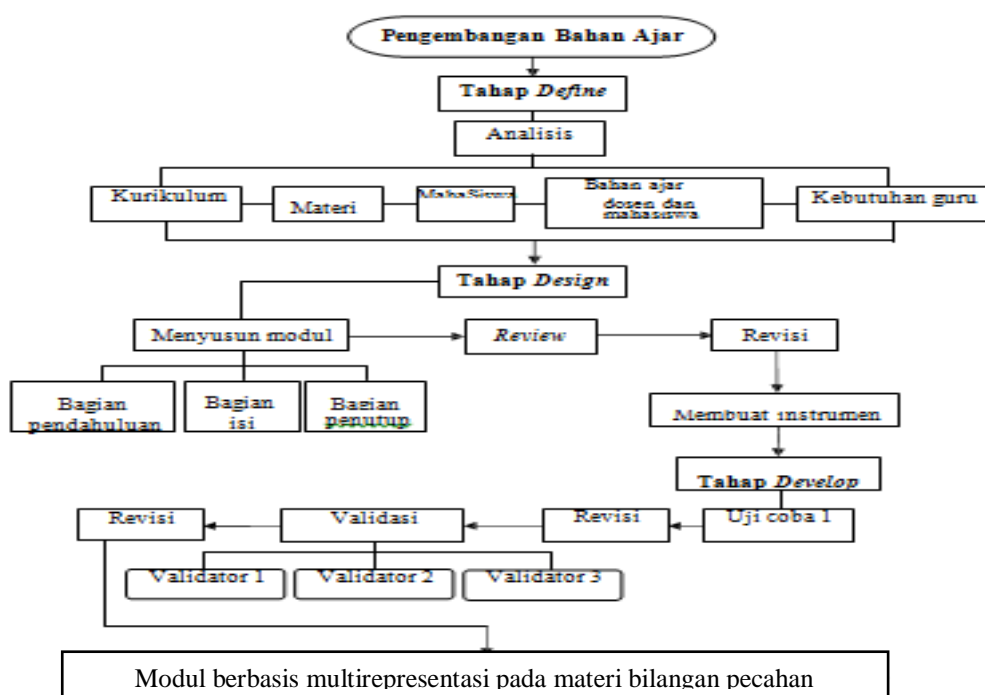 Pengembangan Bahan Ajar
Tahap Define
Analisis
Kurikulum
Materi
MahaSiswa
Bahan ajar
dosen dan
mahasiswa
Kebutuhan guru
Tahap Design
Menyusun modul
Review
Revisi
Bagian
pendahuluan
Bagian
isi
Bagian
penutup
Membuat instrumen
Tahap Develop
Uji coba 1
Revisi
Validasi
Revisi
Validator 1
Validator 2
Validator 3
Modul berbasis multirepresentasi pada materi bilangan pecahan